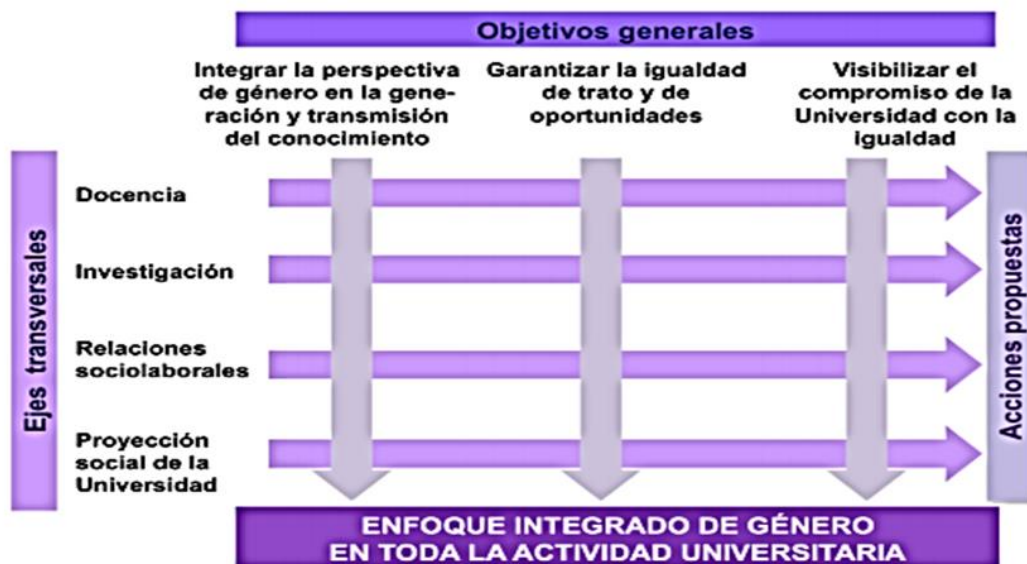 Objetivos generales
Integrar la perspectiva
de género en la gene-
ración y transmisión
del conocimiento
Garantizar la igualdad
de trato y de
oportunidades
Visibilizar el
compromiso de la
Universidad con la
igualdad
Ejes transversales
Docencia
Investigación
Relaciones
sociolaborales
Proyección
social de la
Universidad
Acciones propuestas
ENFOQUE INTEGRADO DE GÉNERO
EN TODA LA ACTIVIDAD UNIVERSITARIA